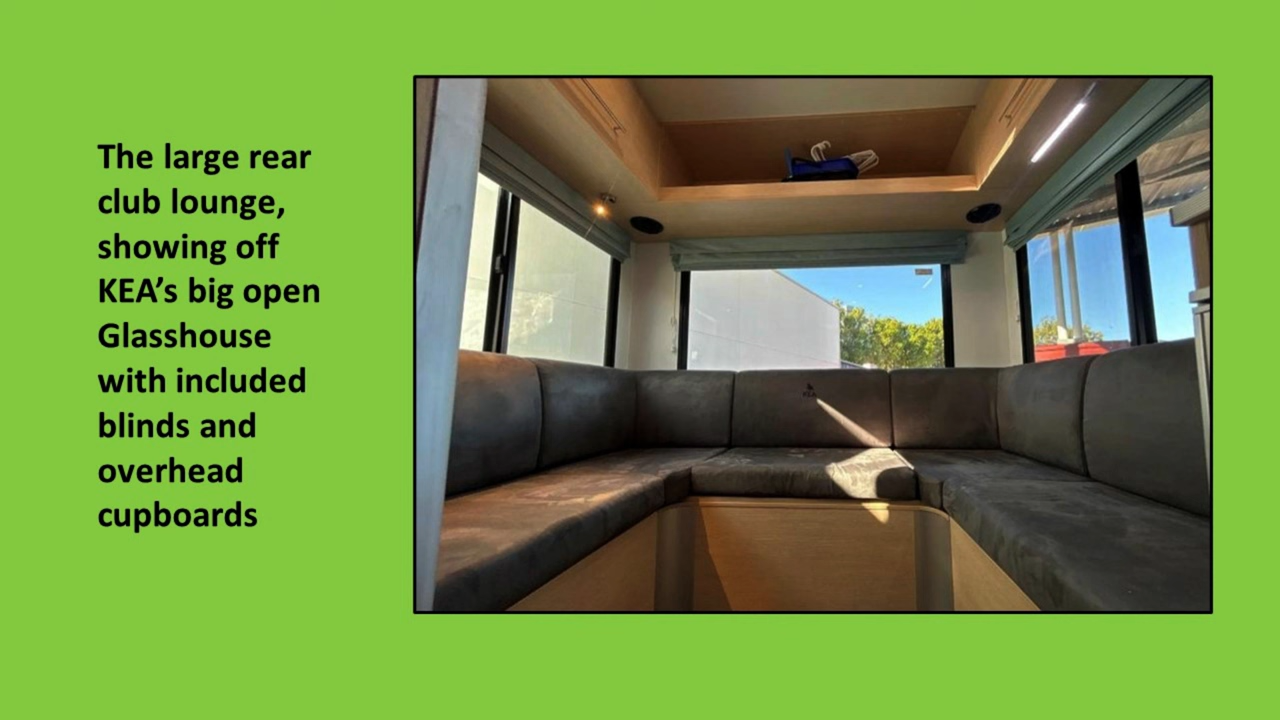 The large rear
club lounge,
showing off
KEA’s big open
Glasshouse
with included
blinds and
overhead
cupboards